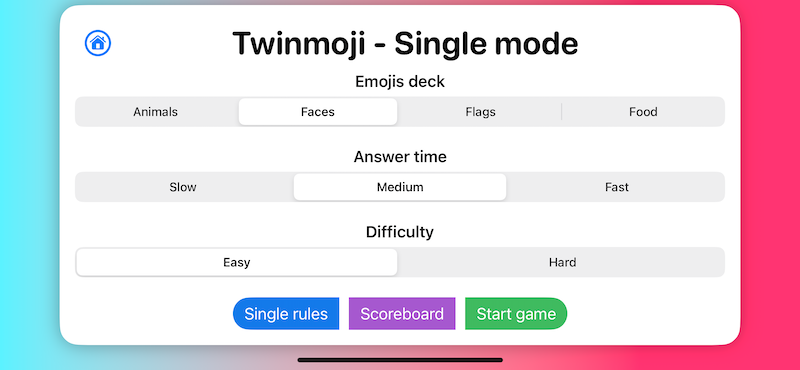 Twinmoji - Single mode
Emojis deck
Animals Faces Flags Food
Answer time
Slow Medium Fast
Difficulty
Easy Hard
Single rules Scoreboard Start game